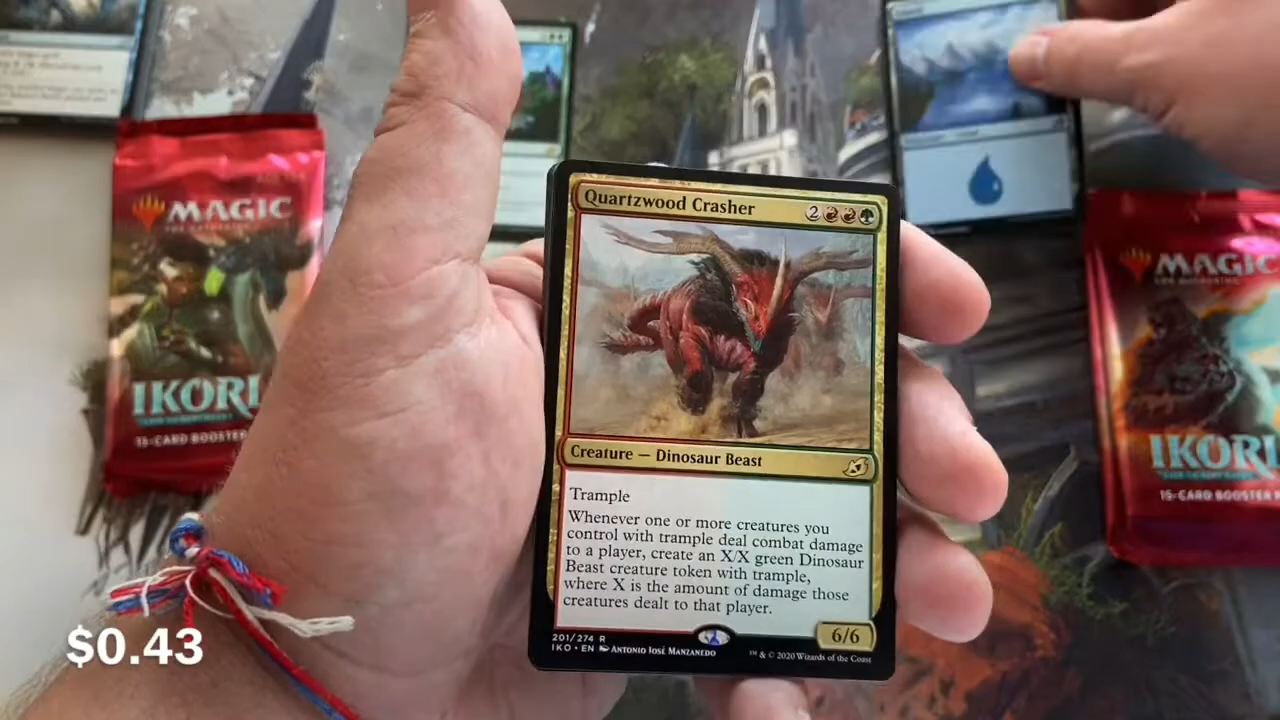 MAGIC
IKORI
15-CARD BOOSTER
Quartzwood Crasher
2
Creature — Dinosaur Beast
Trample
Whenever one or more creatures you
control with trample deal combat damage
to a player, create an X/X green Dinosaur
Beast creature token with trample,
where X is the amount of damage those
creatures dealt to that player.
6/6
201/274 R
IKO • EN ANTONIO JOSÉ MANZANEDO
™ & © 2020 Wizards of the Coast
MAGIC
IKORI
15-CARD BOOSTER
$0.43